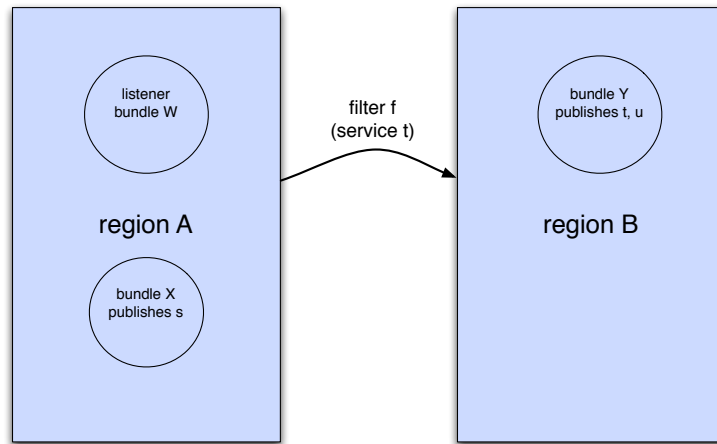 listener
bundle W
region A
bundle X
publishes s
filter f
(service t)
bundle Y
publishes t, u
region B